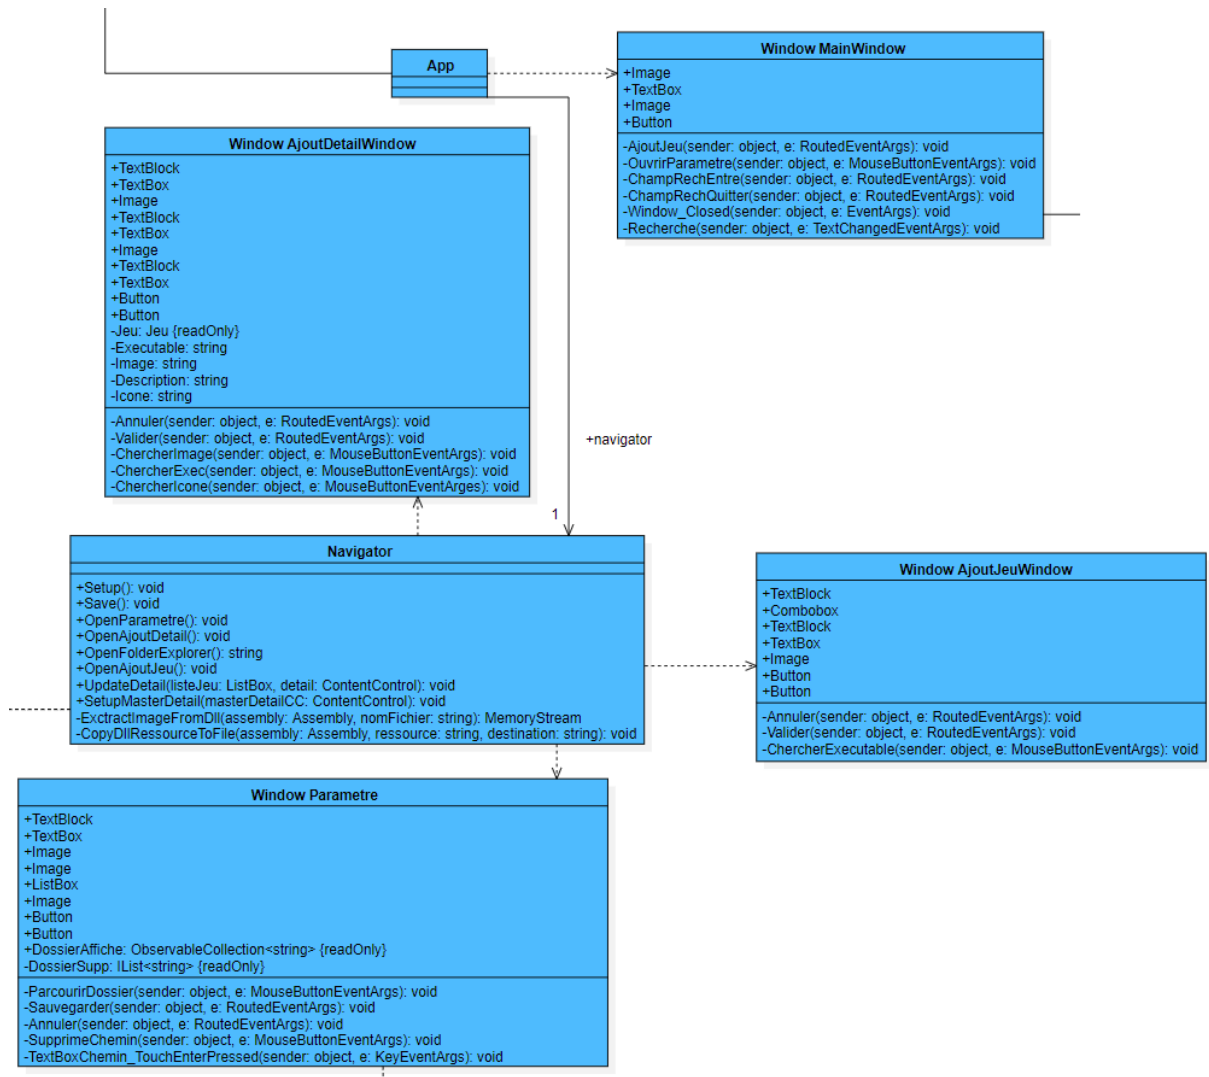 App
Window MainWindow
+Image
+TextBox
+Image
+Button
-AjoutJeu(sender: object, e: RoutedEventArgs): void
-OuvrirParametre(sender: object, e: MouseButtonEventArgs): void
-ChampRechEntre(sender: object, e: RoutedEventArgs): void
-ChampRechQuitter(sender: object, e: RoutedEventArgs): void
-Window_Closed(sender: object, e: EventArgs): void
-Recherche(sender: object, e: TextChangedEventArgs): void
Window AjoutDetailWindow
+TextBlock
+TextBox
+Image
+TextBlock
+TextBox
+Image
+TextBlock
+TextBox
+Button
+Button
-Jeu: Jeu {readOnly}
-Executable: string
-Image: string
-Description: string
-Icone: string
-Annuler(sender: object, e: RoutedEventArgs): void
-Valider(sender: object, e: RoutedEventArgs): void
-ChercherImage(sender: object, e: MouseButtonEventArgs): void
-ChercherExec(sender: object, e: MouseButtonEventArgs): void
-ChercherIcone(sender: object, e: MouseButtonEventArges): void
+navigator
1
Navigator
+Setup(): void
+Save(): void
+OpenParametre(): void
+OpenAjoutDetail(): void
+OpenFolderExplorer(): string
+OpenAjoutJeu(): void
+UpdateDetail(listeJeu: ListBox, detail: ContentControl): void
+SetupMasterDetail(masterDetailCC: ContentControl): void
-ExctractImageFromDll(assembly: Assembly, nomFichier: string): MemoryStream
-CopyDllRessourceToFile(assembly: Assembly, ressource: string, destination: string): void
Window AjoutJeuWindow
+TextBlock
+Combobox
+TextBlock
+TextBox
+Image
+Button
+Button
-Annuler(sender: object, e: RoutedEventArgs): void
-Valider(sender: object, e: RoutedEventArgs): void
-ChercherExecutable(sender: object, e: MouseButtonEventArgs): void
Window Parametre
+TextBlock
+TextBox
+Image
+Image
+ListBox
+Image
+Button
+Button
+DossierAffiche: ObservableCollection<string> {readOnly}
-DossierSupp: IList<string> {readOnly}
-ParcourirDossier(sender: object, e: MouseButtonEventArgs): void
-Sauvegarder(sender: object, e: RoutedEventArgs): void
-Annuler(sender: object, e: RoutedEventArgs): void
-SupprimeChemin(sender: object, e: MouseButtonEventArgs): void
-TextBoxChemin_TouchEnterPressed(sender: object, e: KeyEventArgs): void